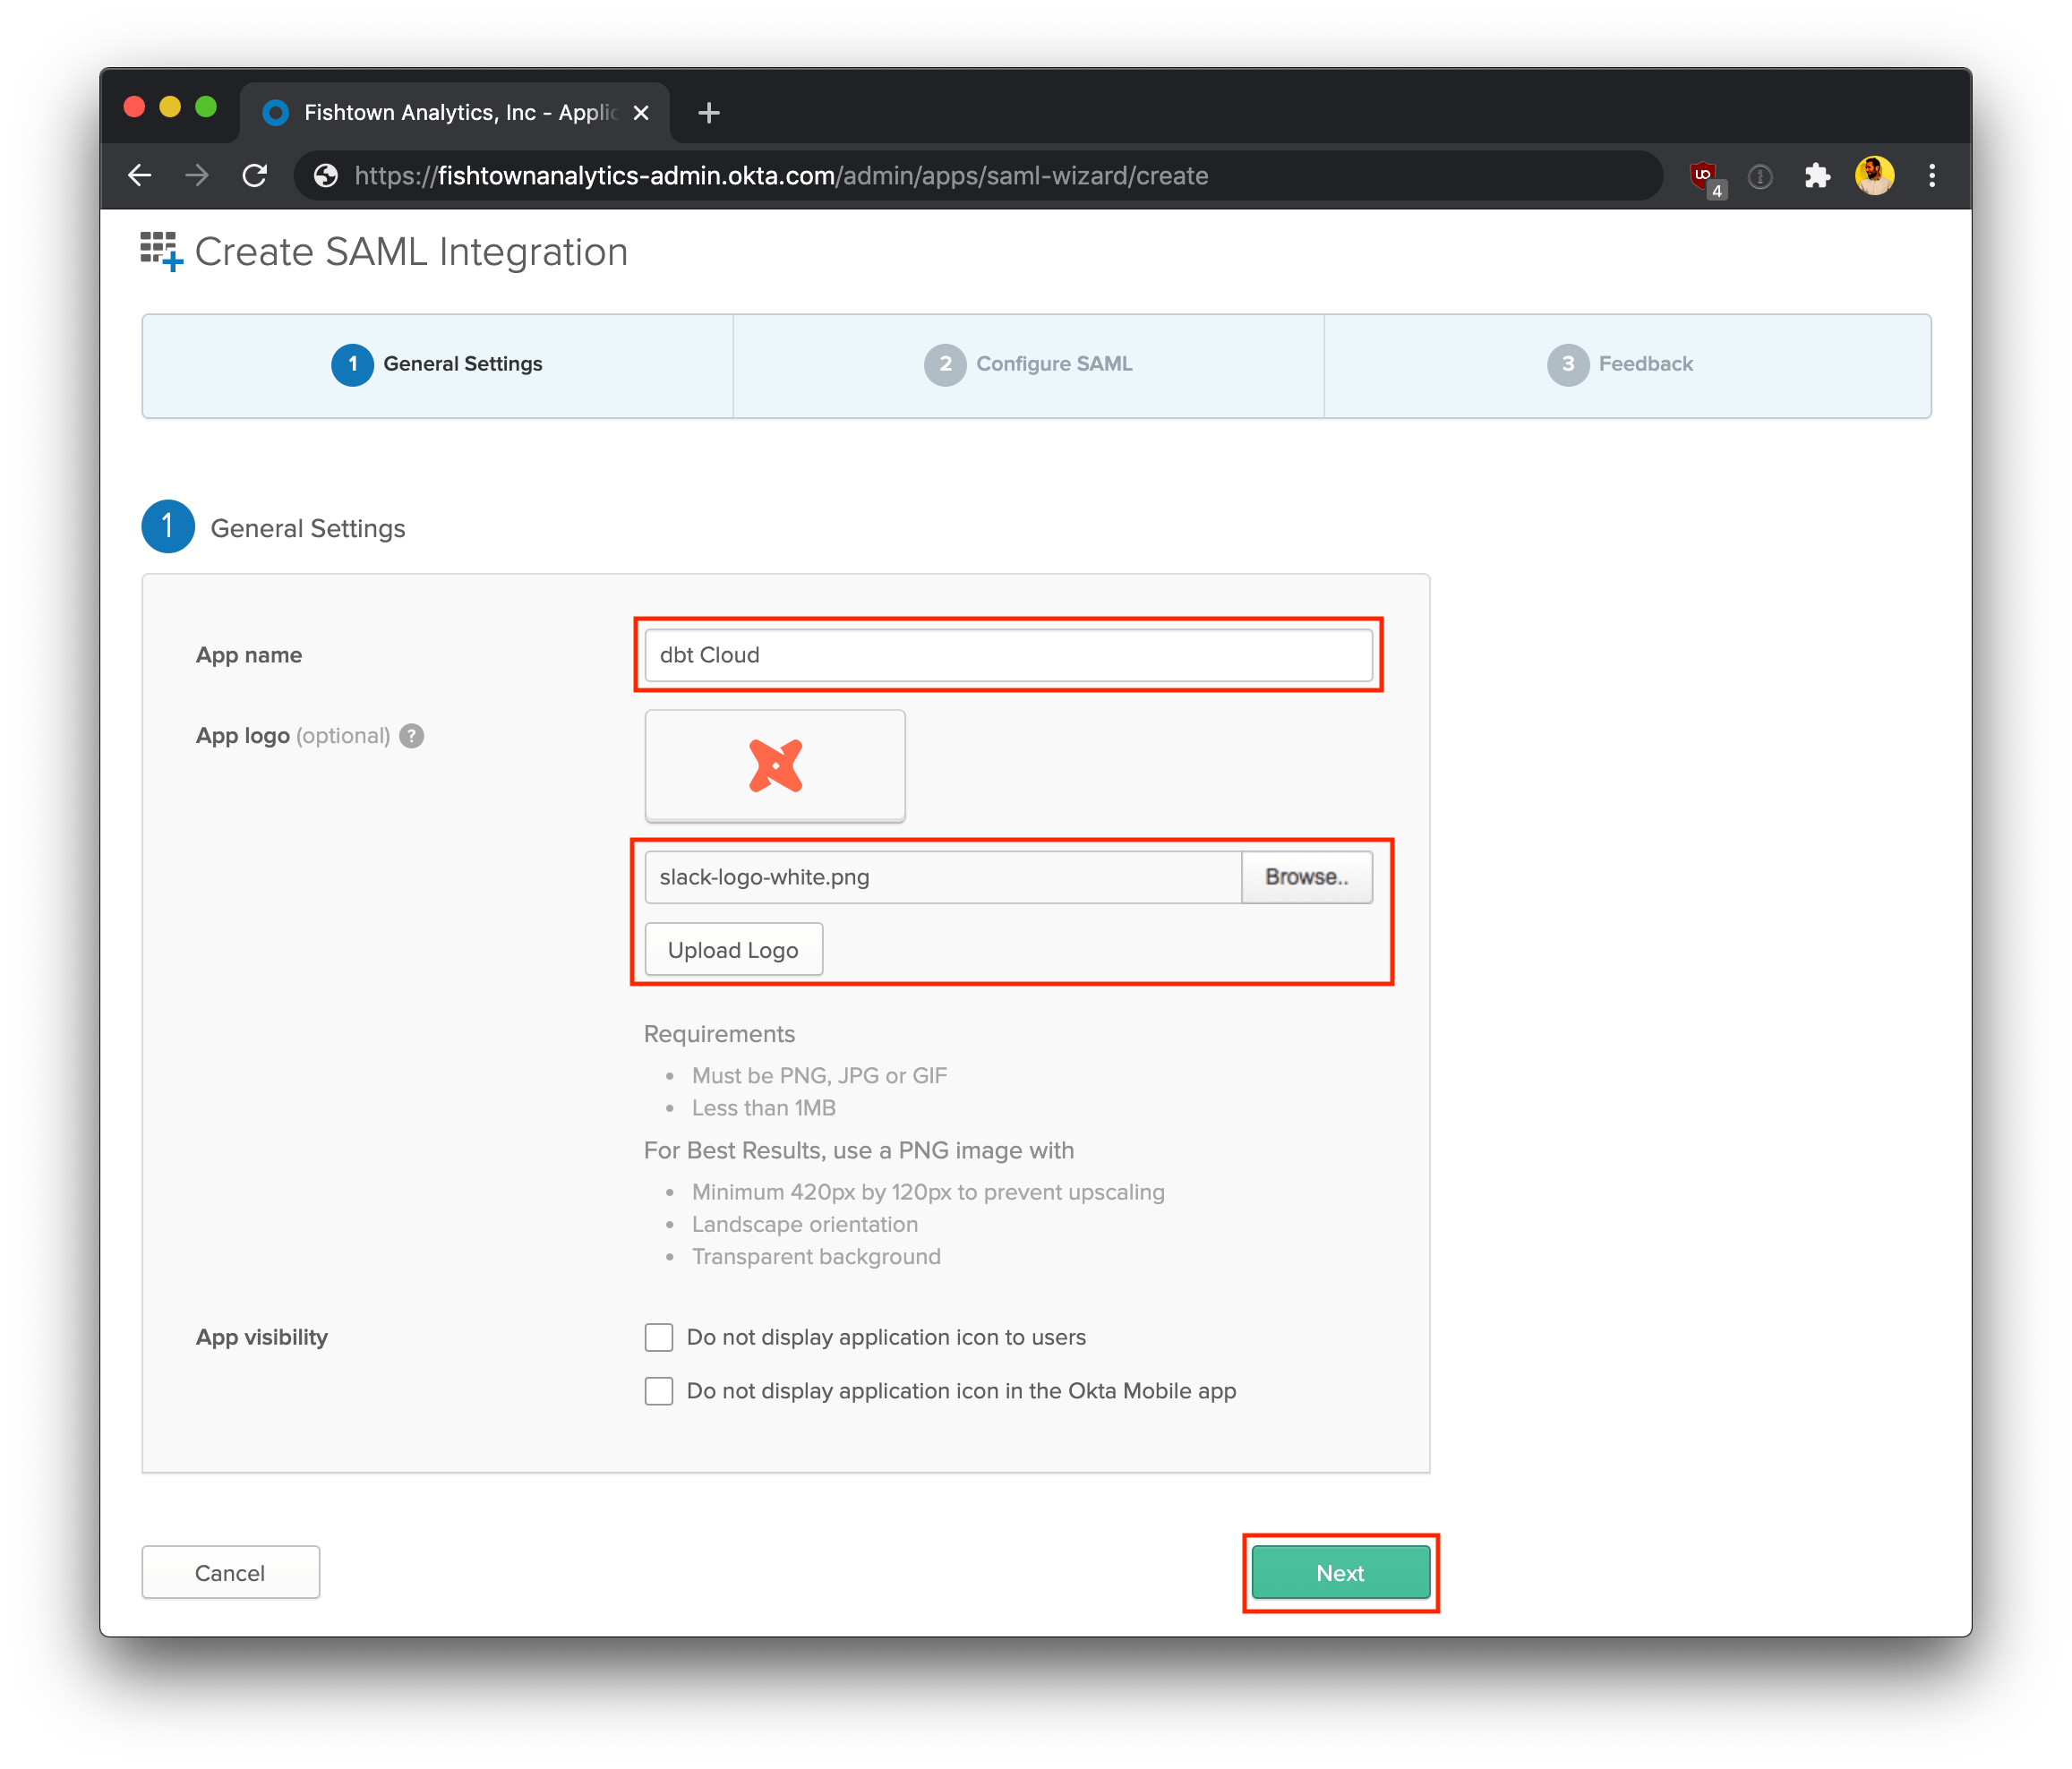 Fishtown Analytics, Inc - Applic
https://fishtownanalytics-admin.okta.com/admin/apps/saml-wizard/create
4
Create SAML Integration
1 General Settings
2 Configure SAML
3 Feedback
1 General Settings
App name
dbt Cloud
App logo (optional) ?
slack-logo-white.png
Browse..
Upload Logo
Requirements
• Must be PNG, JPG or GIF
• Less than 1MB
For Best Results, use a PNG image with
• Minimum 420px by 120px to prevent upscaling
• Landscape orientation
• Transparent background
App visibility
Do not display application icon to users
Do not display application icon in the Okta Mobile app
Cancel
Next